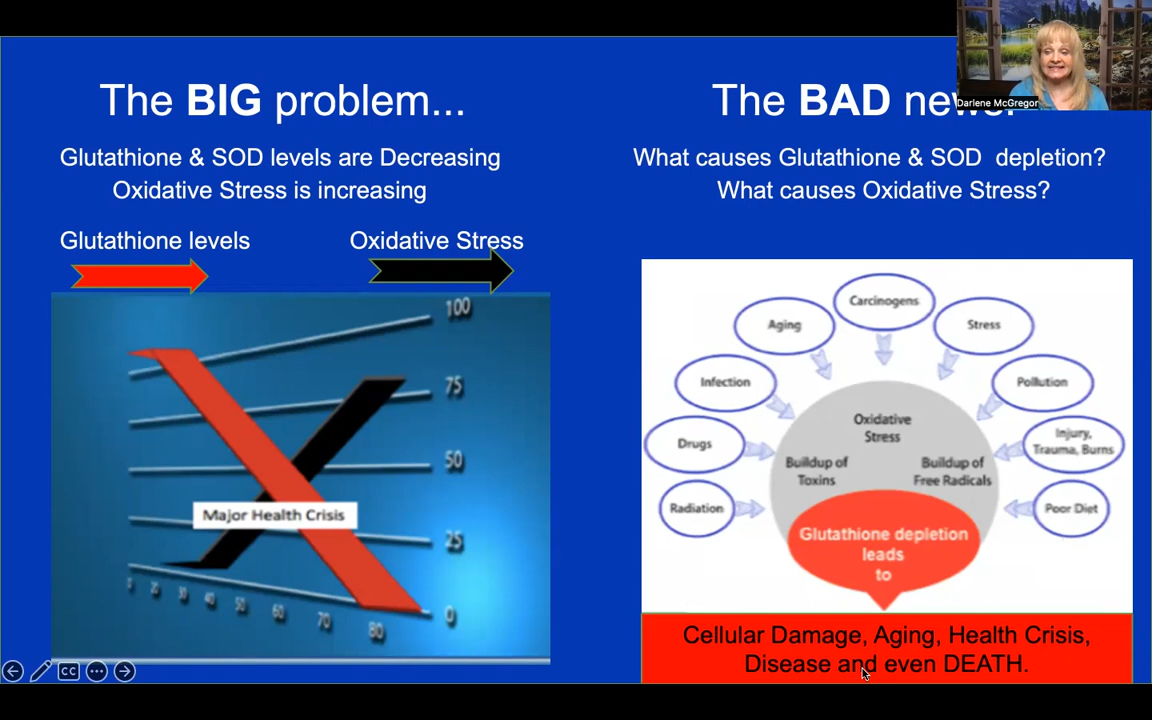 The BIG problem...
Glutathione & SOD levels are Decreasing
Oxidative Stress is increasing
Glutathione levels
Oxidative Stress
100
75
50
25
0
Major Health Crisis
20 30 40 50 60 70 80
The BAD
Darlene McGregor
What causes Glutathione & SOD depletion?
What causes Oxidative Stress?
Carcinogens
Aging
Stress
Infection
Pollution
Drugs
Injury,
Trauma, Burns
Radiation
Poor Diet
Oxidative
Stress
Buildup of
Toxins
Buildup of
Free Radicals
Glutathione depletion
leads
to
Cellular Damage, Aging, Health Crisis,
Disease and even DEATH.
CC